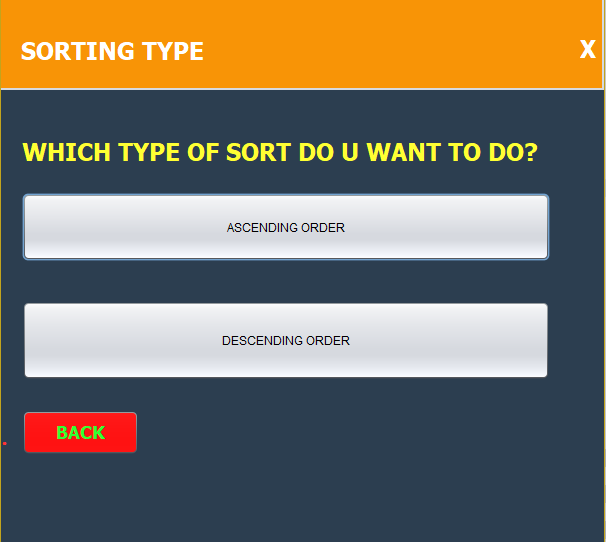 SORTING TYPE
X
WHICH TYPE OF SORT DO U WANT TO DO?
ASCENDING ORDER
DESCENDING ORDER
BACK